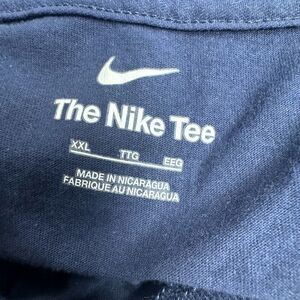 The Nike Tee
XXL TTG EEG
MADE IN NICARAGUA
FABRIQUE AU NICARAGUA